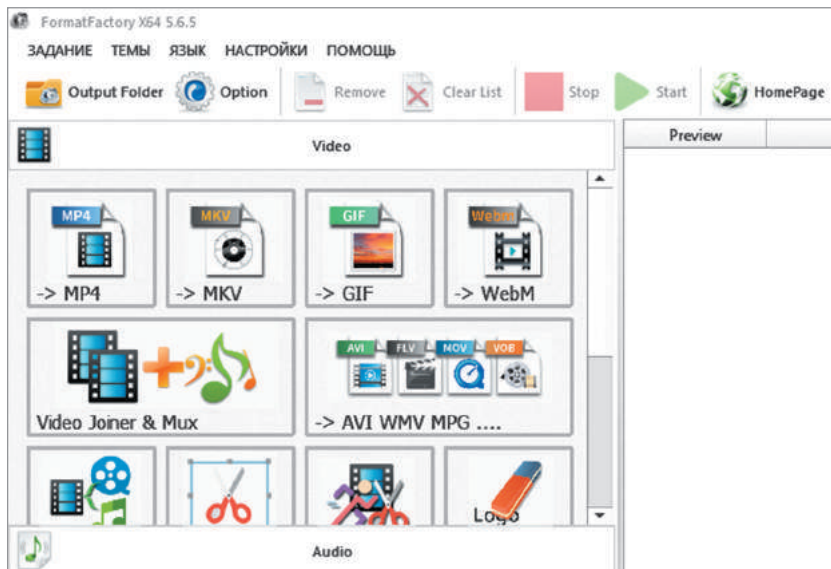 FormatFactory X64 5.6.5
ЗАДАНИЕ ТЕМЫ ЯЗЫК НАСТРОЙКИ ПОМОЩЬ
Output Folder Option Remove Clear List Stop Start HomePage
Video Preview
MP4 MKV GIF WebM
-> MP4 -> MKV -> GIF -> WebM
AVI FLV MOV VOB
Video Joiner & Mux -> AVI WMV MPG ....
Logo
Audio